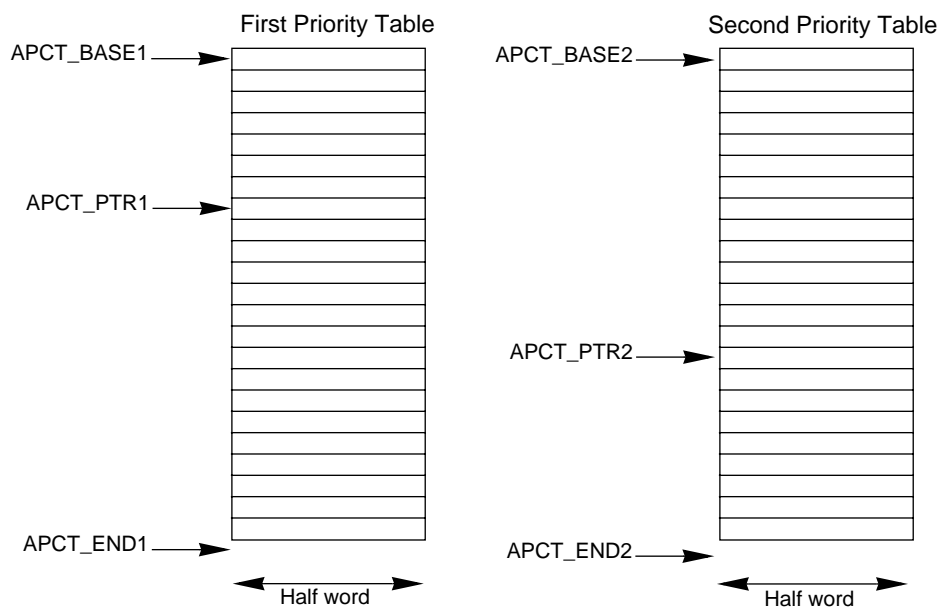 First Priority Table
Second Priority Table
APCT_BASE1
APCT_BASE2
APCT_PTR1
APCT_PTR2
APCT_END1
APCT_END2
Half word
Half word